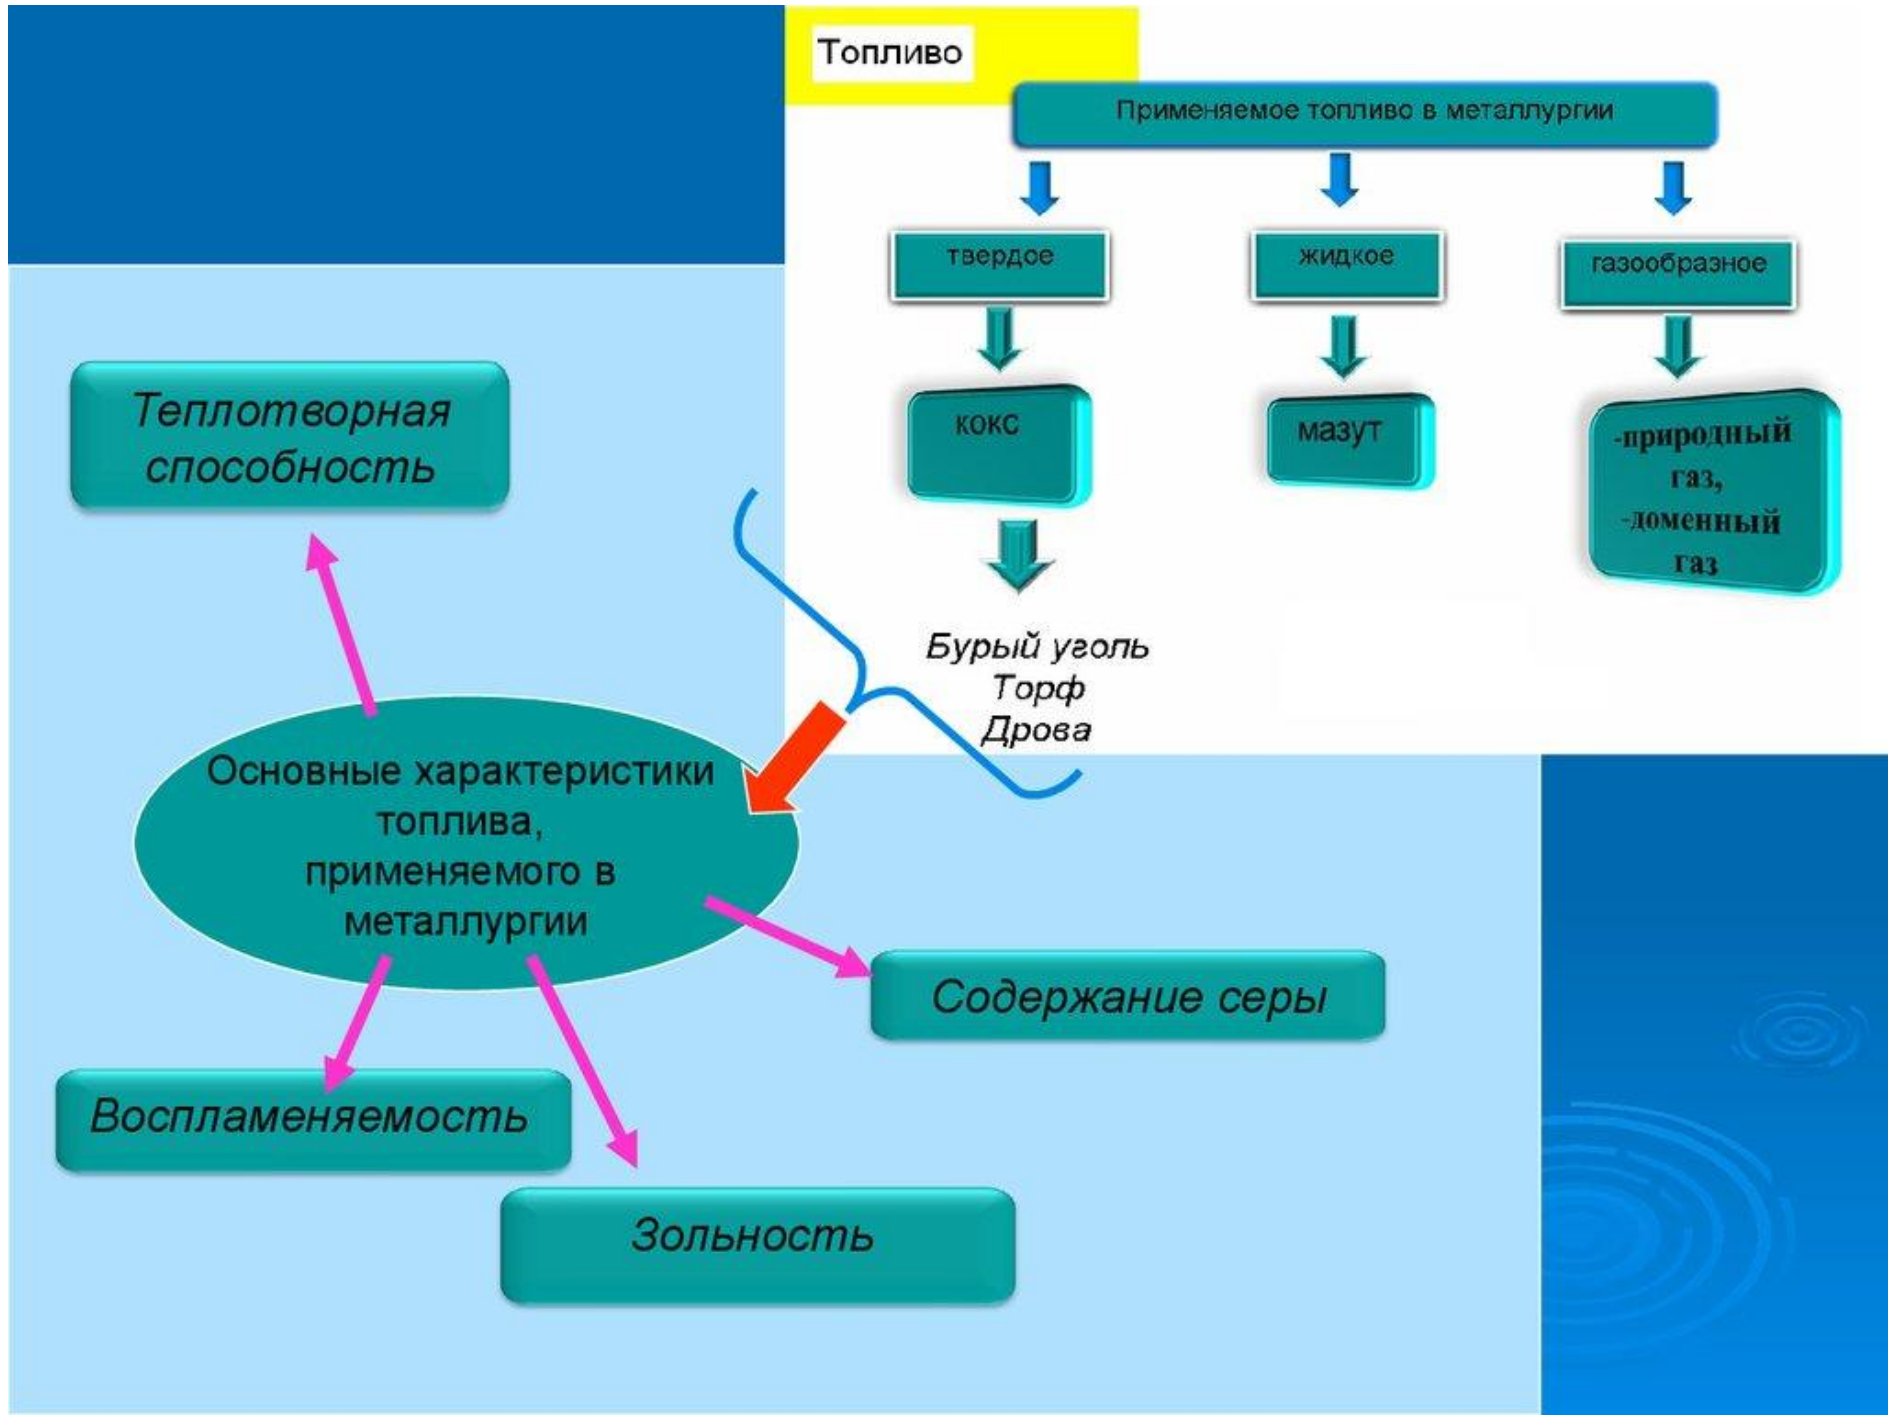 Топливо
Применяемое топливо в металлургии
твердое
жидкое
газообразное
кокс
мазут
-природный
газ,
-доменный
газ
Бурый уголь
Торф
Дрова
Теплотворная
способность
Основные характеристики
топлива,
применяемого в
металлургии
Содержание серы
Воспламеняемость
Зольность